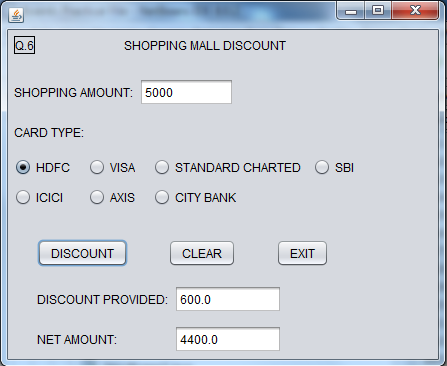 Q.6 SHOPPING MALL DISCOUNT
SHOPPING AMOUNT: 5000
CARD TYPE:
HDFC VISA STANDARD CHARTED SBI
ICICI AXIS CITY BANK
DISCOUNT CLEAR EXIT
DISCOUNT PROVIDED: 600.0
NET AMOUNT: 4400.0